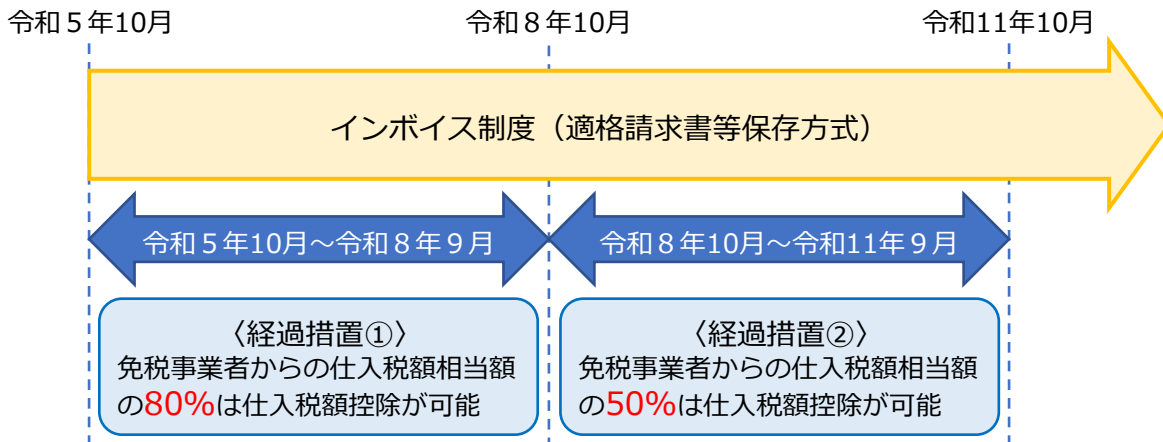 令和５年10月
令和８年10月
令和11年10月
インボイス制度（適格請求書等保存方式）
令和５年10月～令和８年９月
令和８年10月～令和11年９月
〈経過措置①〉
免税事業者からの仕入税額相当額
の80%は仕入税額控除が可能
〈経過措置②〉
免税事業者からの仕入税額相当額
の50%は仕入税額控除が可能